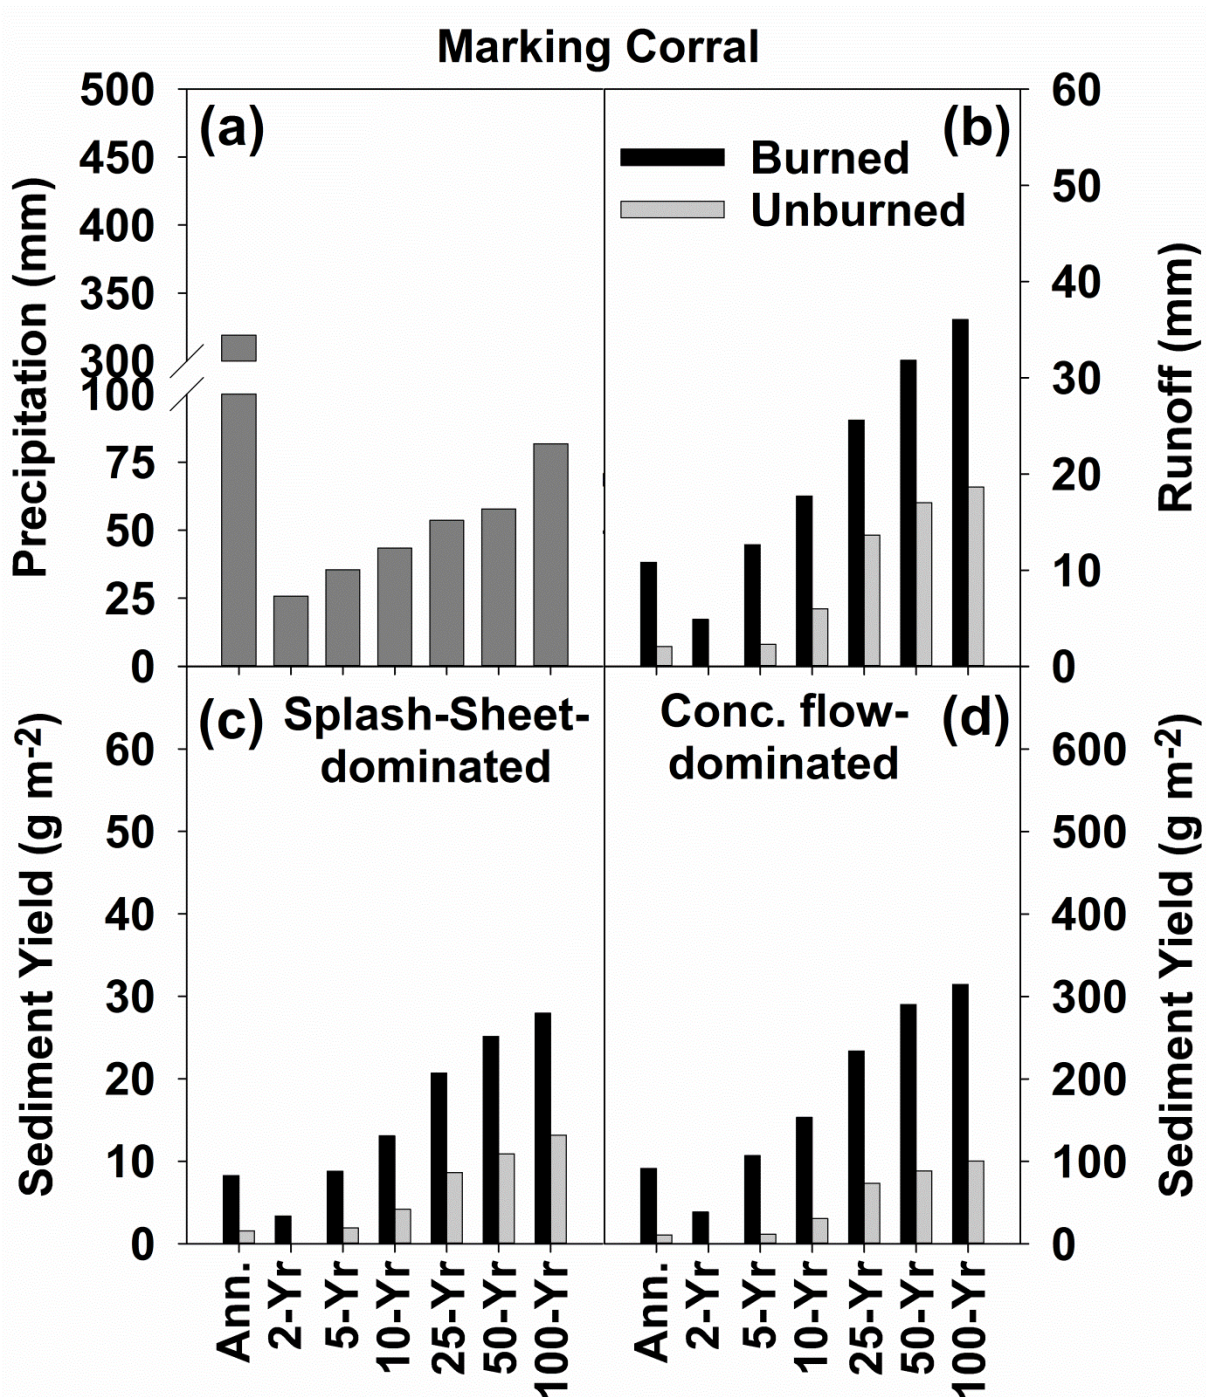 Marking Corral
(a)
Precipitation (mm)
500
450
400
350
300
100
75
50
25
0
(b)
Burned
Unburned
60
50
40
30
20
10
0
Runoff (mm)
(c) Splash-Sheet-
dominated
Sediment Yield (g m-2)
60
50
40
30
20
10
0
Ann.
2-Yr
5-Yr
10-Yr
25-Yr
50-Yr
100-Yr
Conc. flow- (d)
dominated
600
500
400
300
200
100
0
Sediment Yield (g m-2)
Ann.
2-Yr
5-Yr
10-Yr
25-Yr
50-Yr
100-Yr